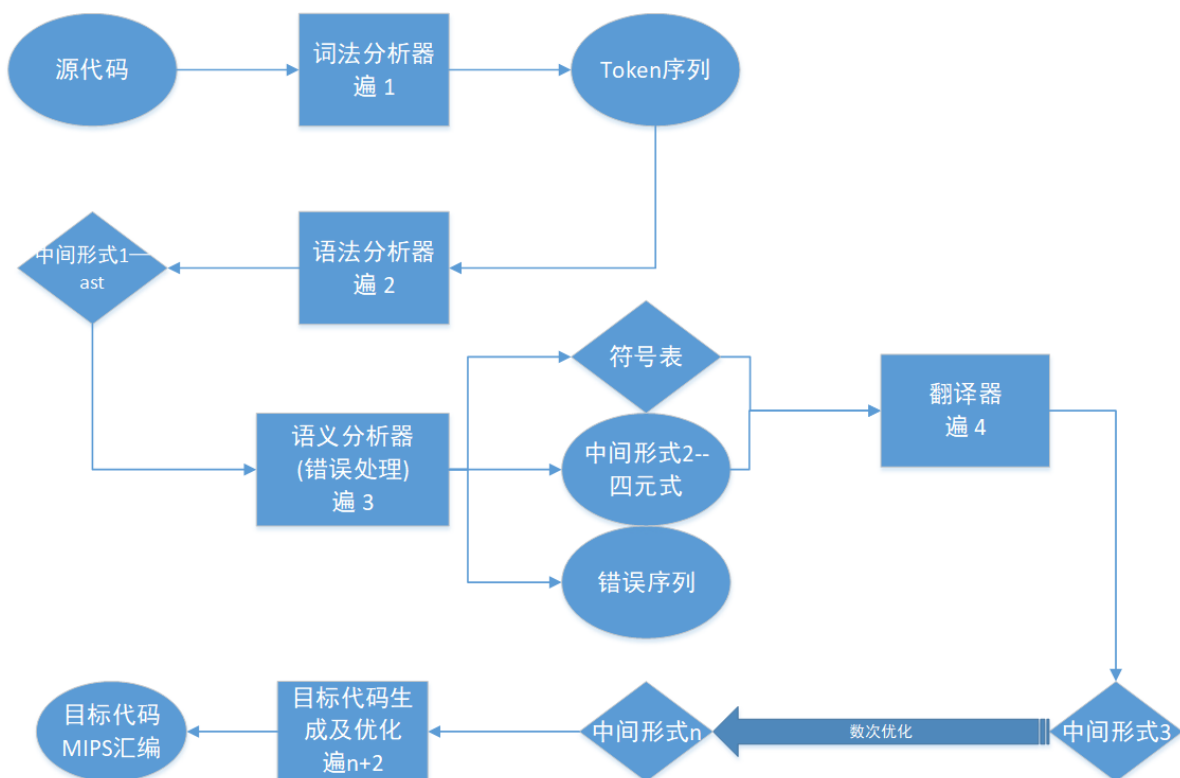 源代码
词法分析器
遍 1
Token序列
中间形式1—
ast
语法分析器
遍 2
符号表
翻译器
遍 4
语义分析器
(错误处理)
遍 3
中间形式2--
四元式
错误序列
目标代码
MIPS汇编
目标代码生
成及优化
遍n+2
中间形式n
数次优化
中间形式3